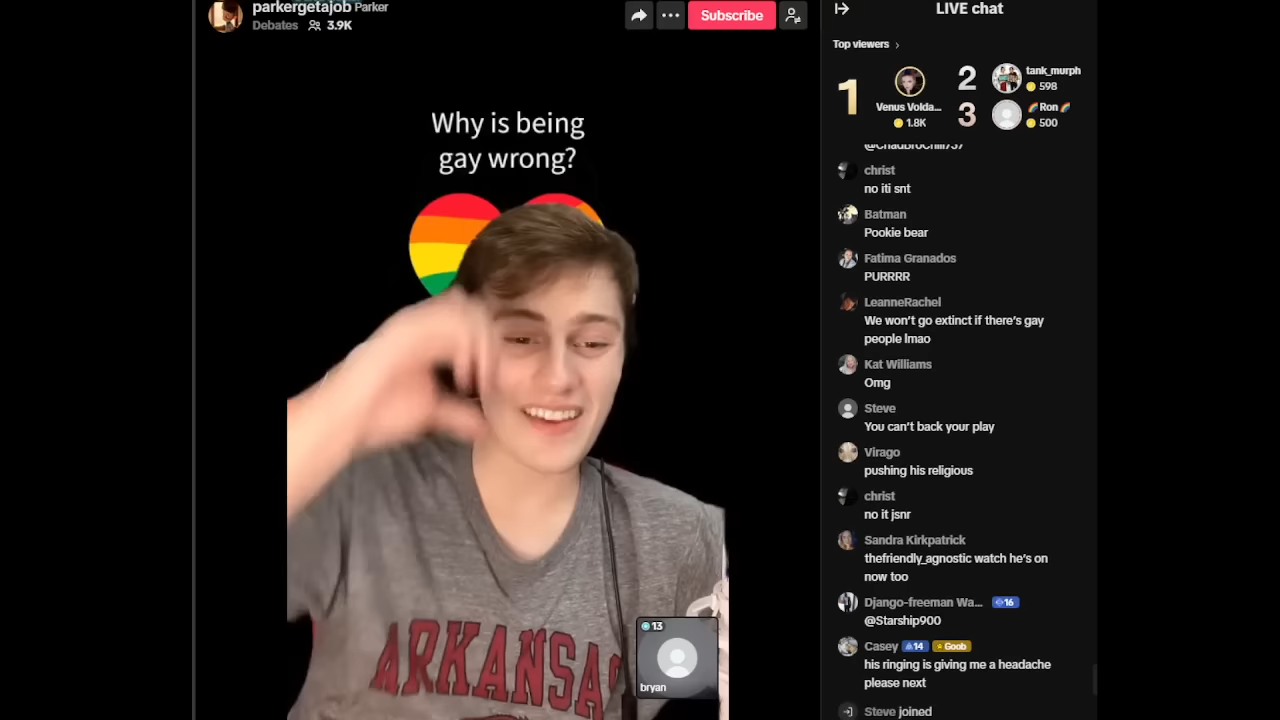 parkergetajob Parker
Debates 3.9K
Subscribe
Why is being
gay wrong?
ARKANSAS
13
bryan
LIVE chat
Top viewers
1
Venus Volda...
1.8K
2
tank_murph
598
3
Ron
500
@ChadBroChill737
christ
no iti snt
Batman
Pookie bear
Fatima Granados
PURRRR
LeanneRachel
We won't go extinct if there's gay
people lmao
Kat Williams
Omg
Steve
You can't back your play
Virago
pushing his religious
christ
no it jsnr
Sandra Kirkpatrick
thefriendly_agnostic watch he's on
now too
Django-freeman Wa... 16
@Starship900
Casey 14 Goob
his ringing is giving me a headache
please next
Steve joined